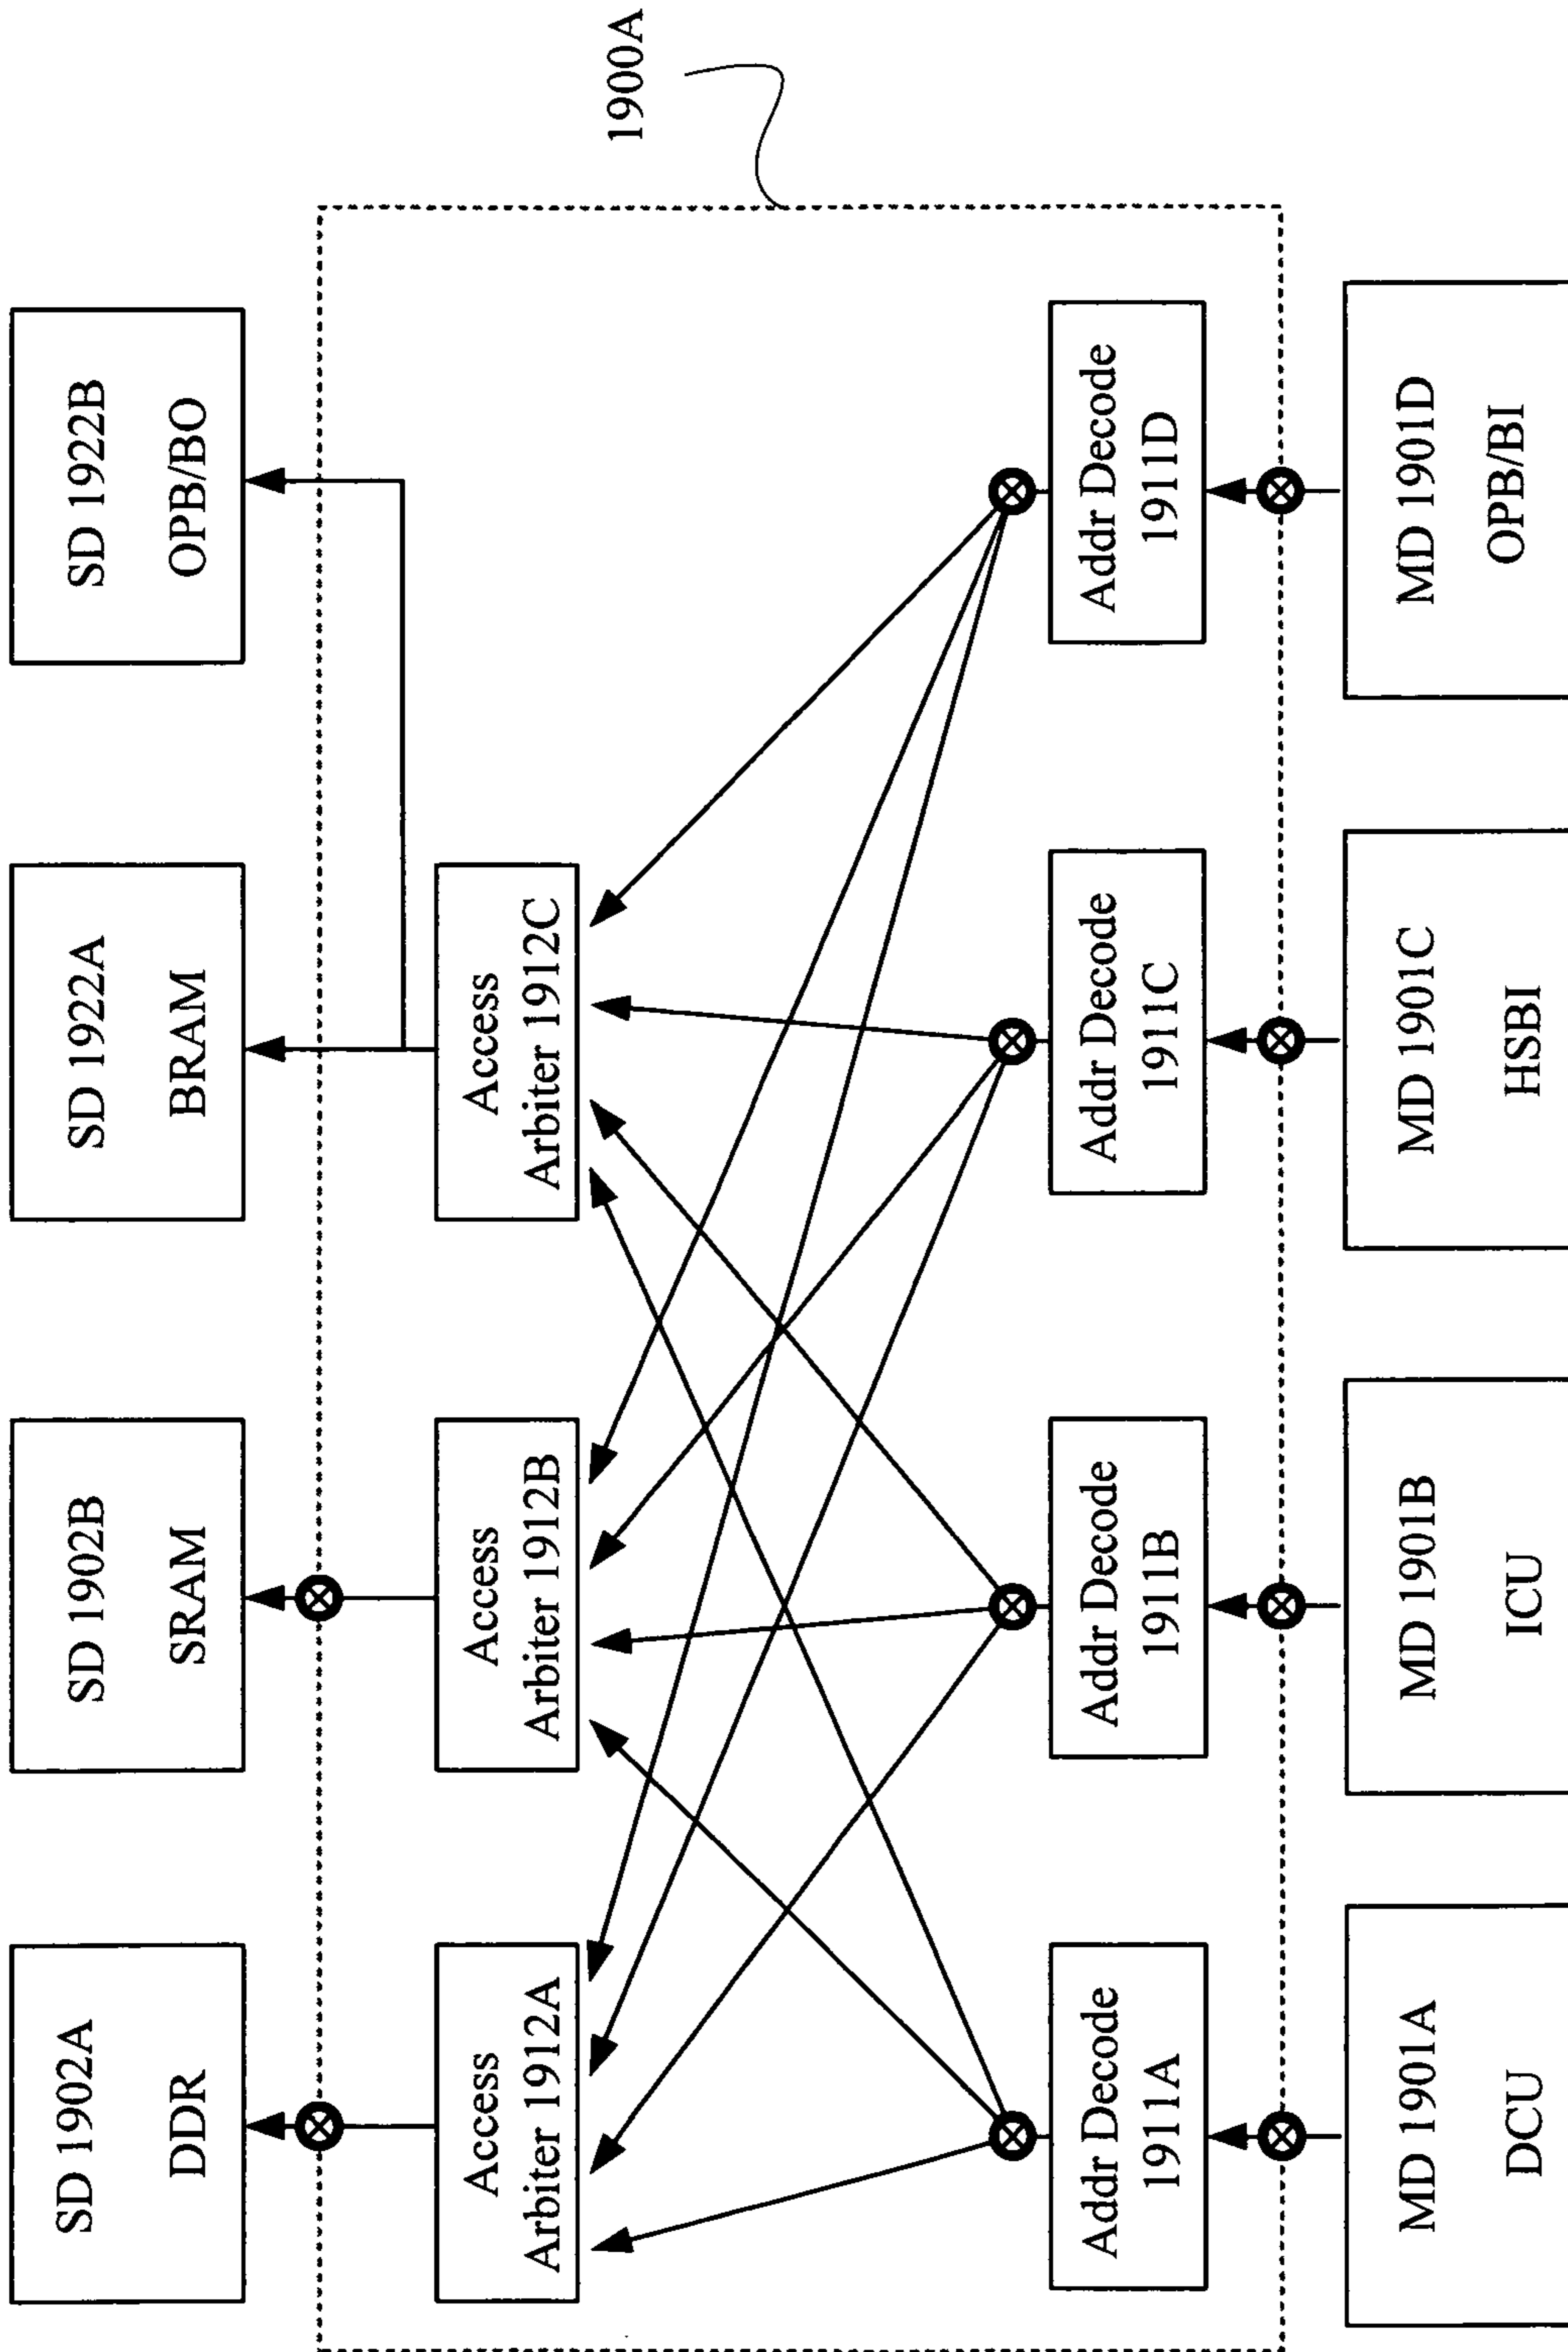 1900A
SD 1902A
DDR
SD 1902B
SRAM
SD 1922A
BRAM
SD 1922B
OPB/BO
Access
Arbiter 1912A
Access
Arbiter 1912B
Access
Arbiter 1912C
Addr Decode
1911A
Addr Decode
1911B
Addr Decode
1911C
Addr Decode
1911D
MD 1901A
DCU
MD 1901B
ICU
MD 1901C
HSBI
MD 1901D
OPB/BI